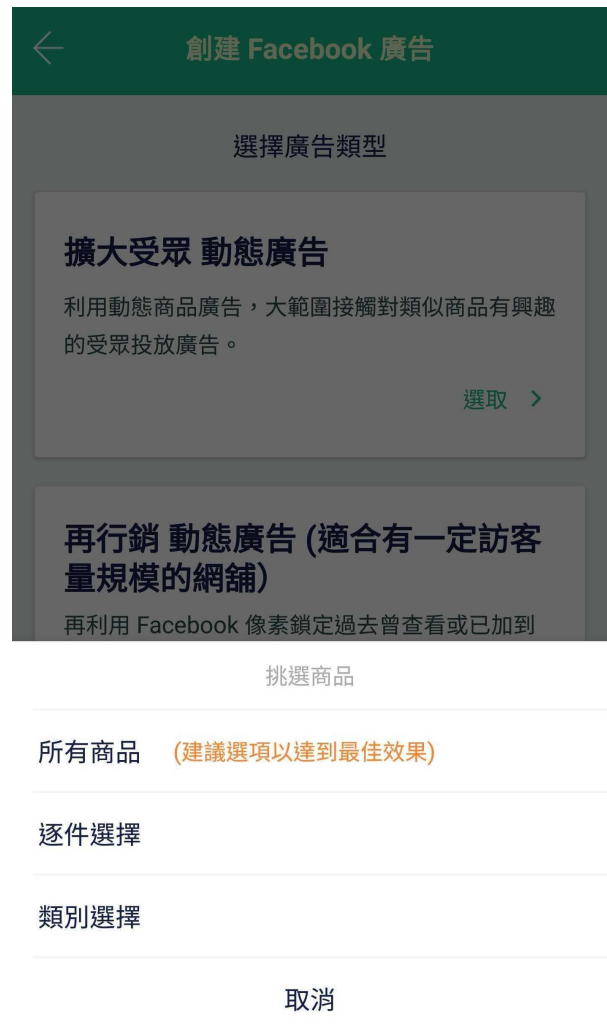 創建 Facebook 廣告
選擇廣告類型
擴大受眾 動態廣告
利用動態商品廣告，大範圍接觸對類似商品有興趣
的受眾投放廣告。
選取
再行銷 動態廣告 (適合有一定訪客
量規模的網舖)
再利用 Facebook 像素鎖定過去曾查看或已加到
挑選商品
所有商品 (建議選項以達到最佳效果)
逐件選擇
類別選擇
取消